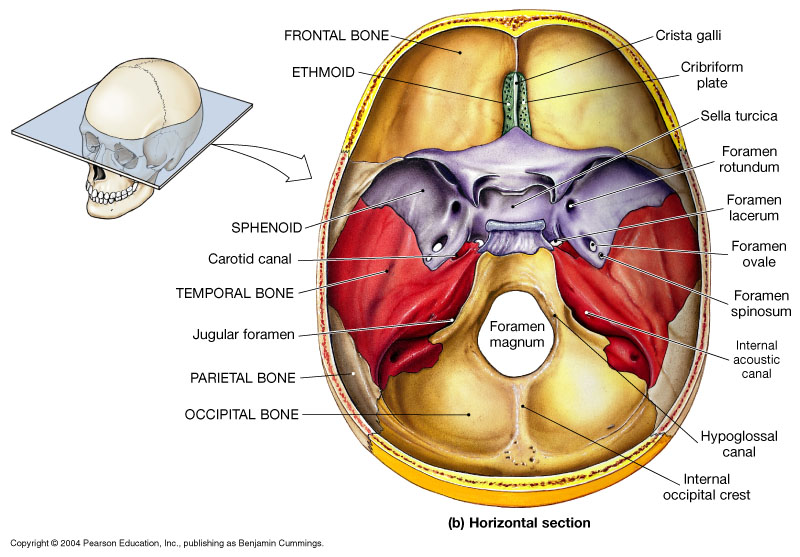 FRONTAL BONE
ETHMOID
SPHENOID
Carotid canal
TEMPORAL BONE
Jugular foramen
PARIETAL BONE
OCCIPITAL BONE
Foramen
magnum
Crista galli
Cribriform
plate
Sella turcica
Foramen
rotundum
Foramen
lacerum
Foramen
ovale
Foramen
spinosum
Internal
acoustic
canal
Hypoglossal
canal
Internal
occipital crest
(b) Horizontal section
Copyright © 2004 Pearson Education, Inc., publishing as Benjamin Cummings.